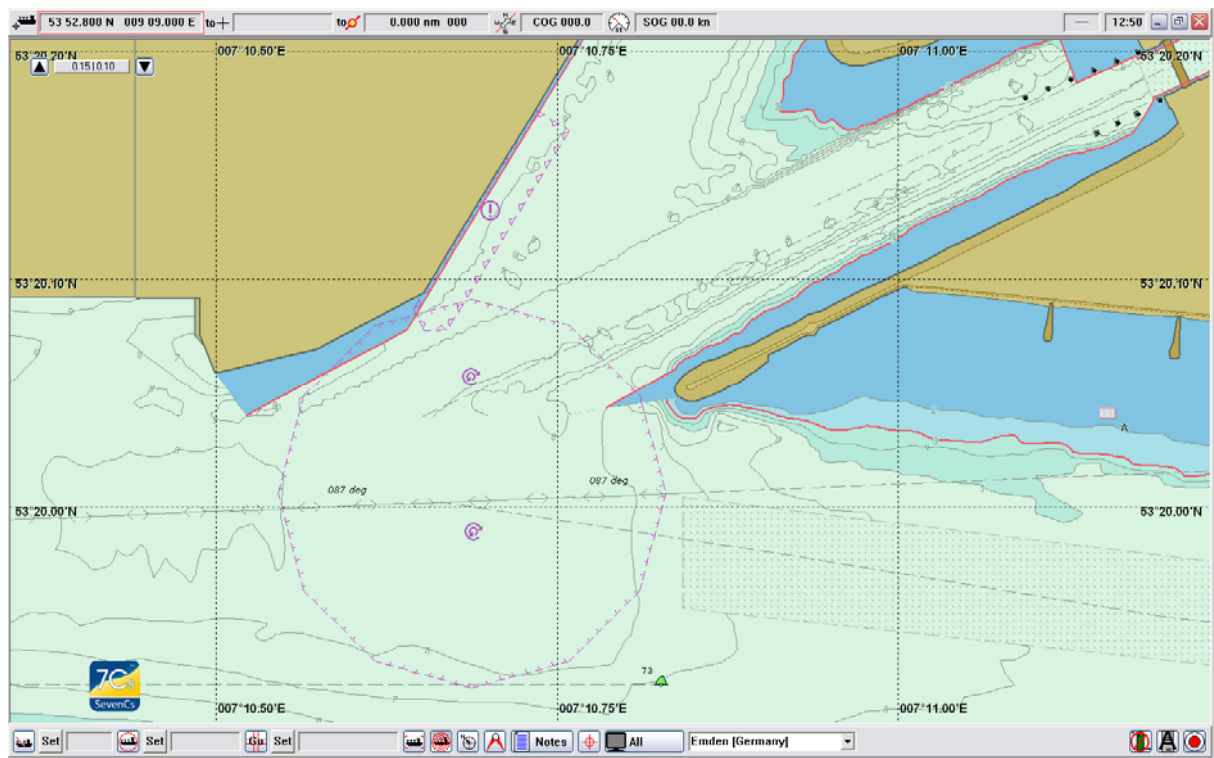 53 52.800 N 009 09.000 E to to 0.000 nm 000 COG 000.0 SOG 00.0 kn 12:50
53°20.20'N 007°10.50'E 007°10.75'E 007°11.00'E 53°20.20'N
0.15|0.10
53°20.10'N 53°20.10'N
A
087 deg 087 deg
53°20.00'N 53°20.00'N
73
7Cs
SevenCs
007°10.50'E 007°10.75'E 007°11.00'E
Set Set Gu Set Notes All Emden [Germany] A